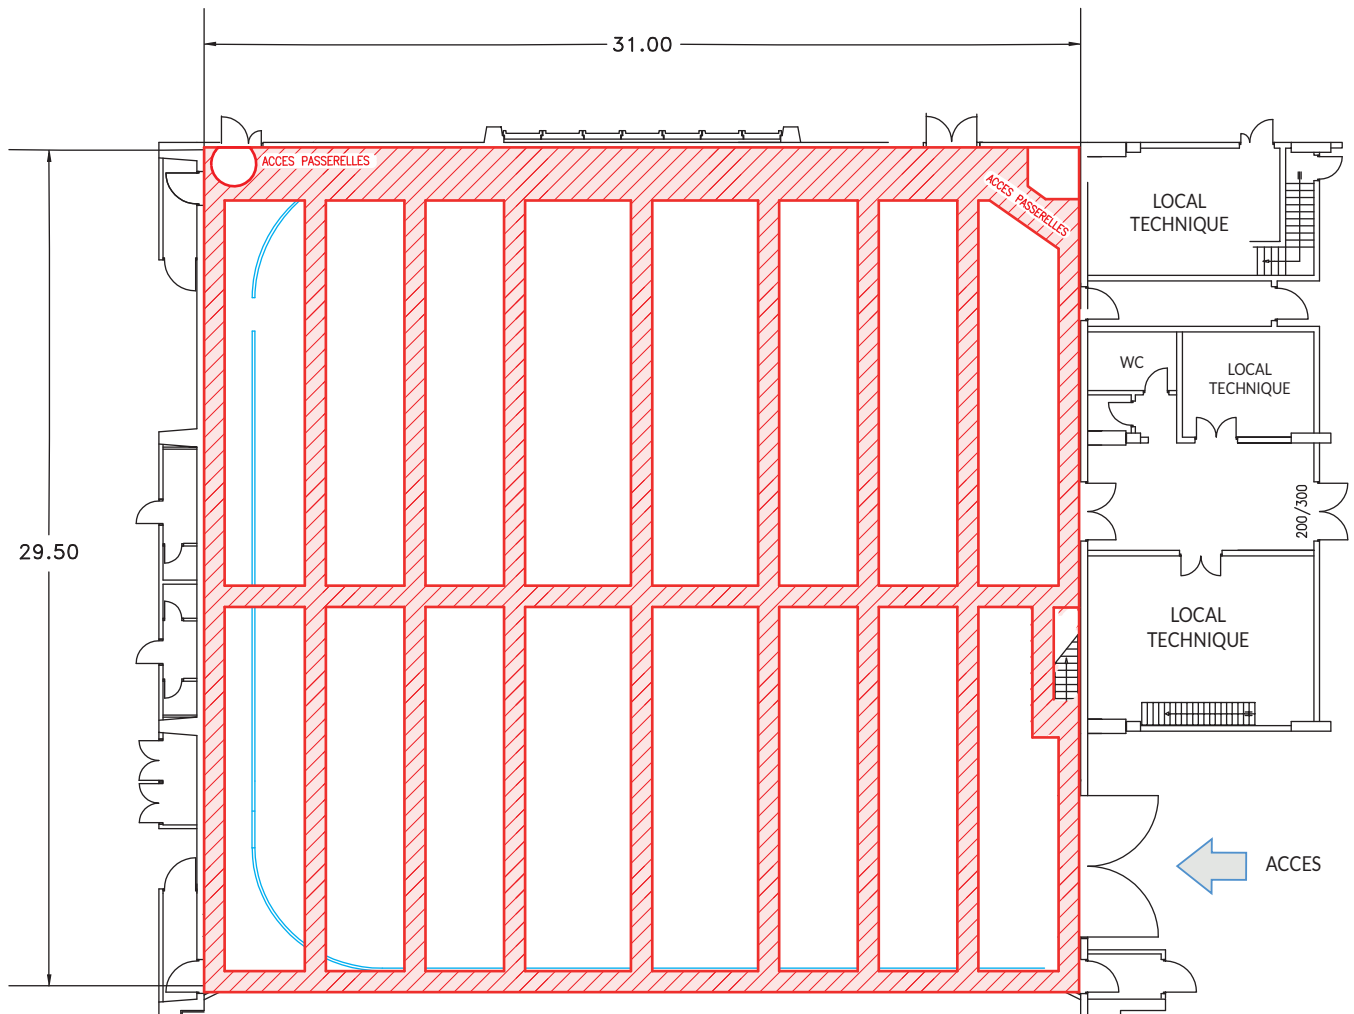 31.00
ACCES PASSERELLES
ACCES PASSERELLES
LOCAL
TECHNIQUE
WC
LOCAL
TECHNIQUE
200/300
29.50
LOCAL
TECHNIQUE
ACCES